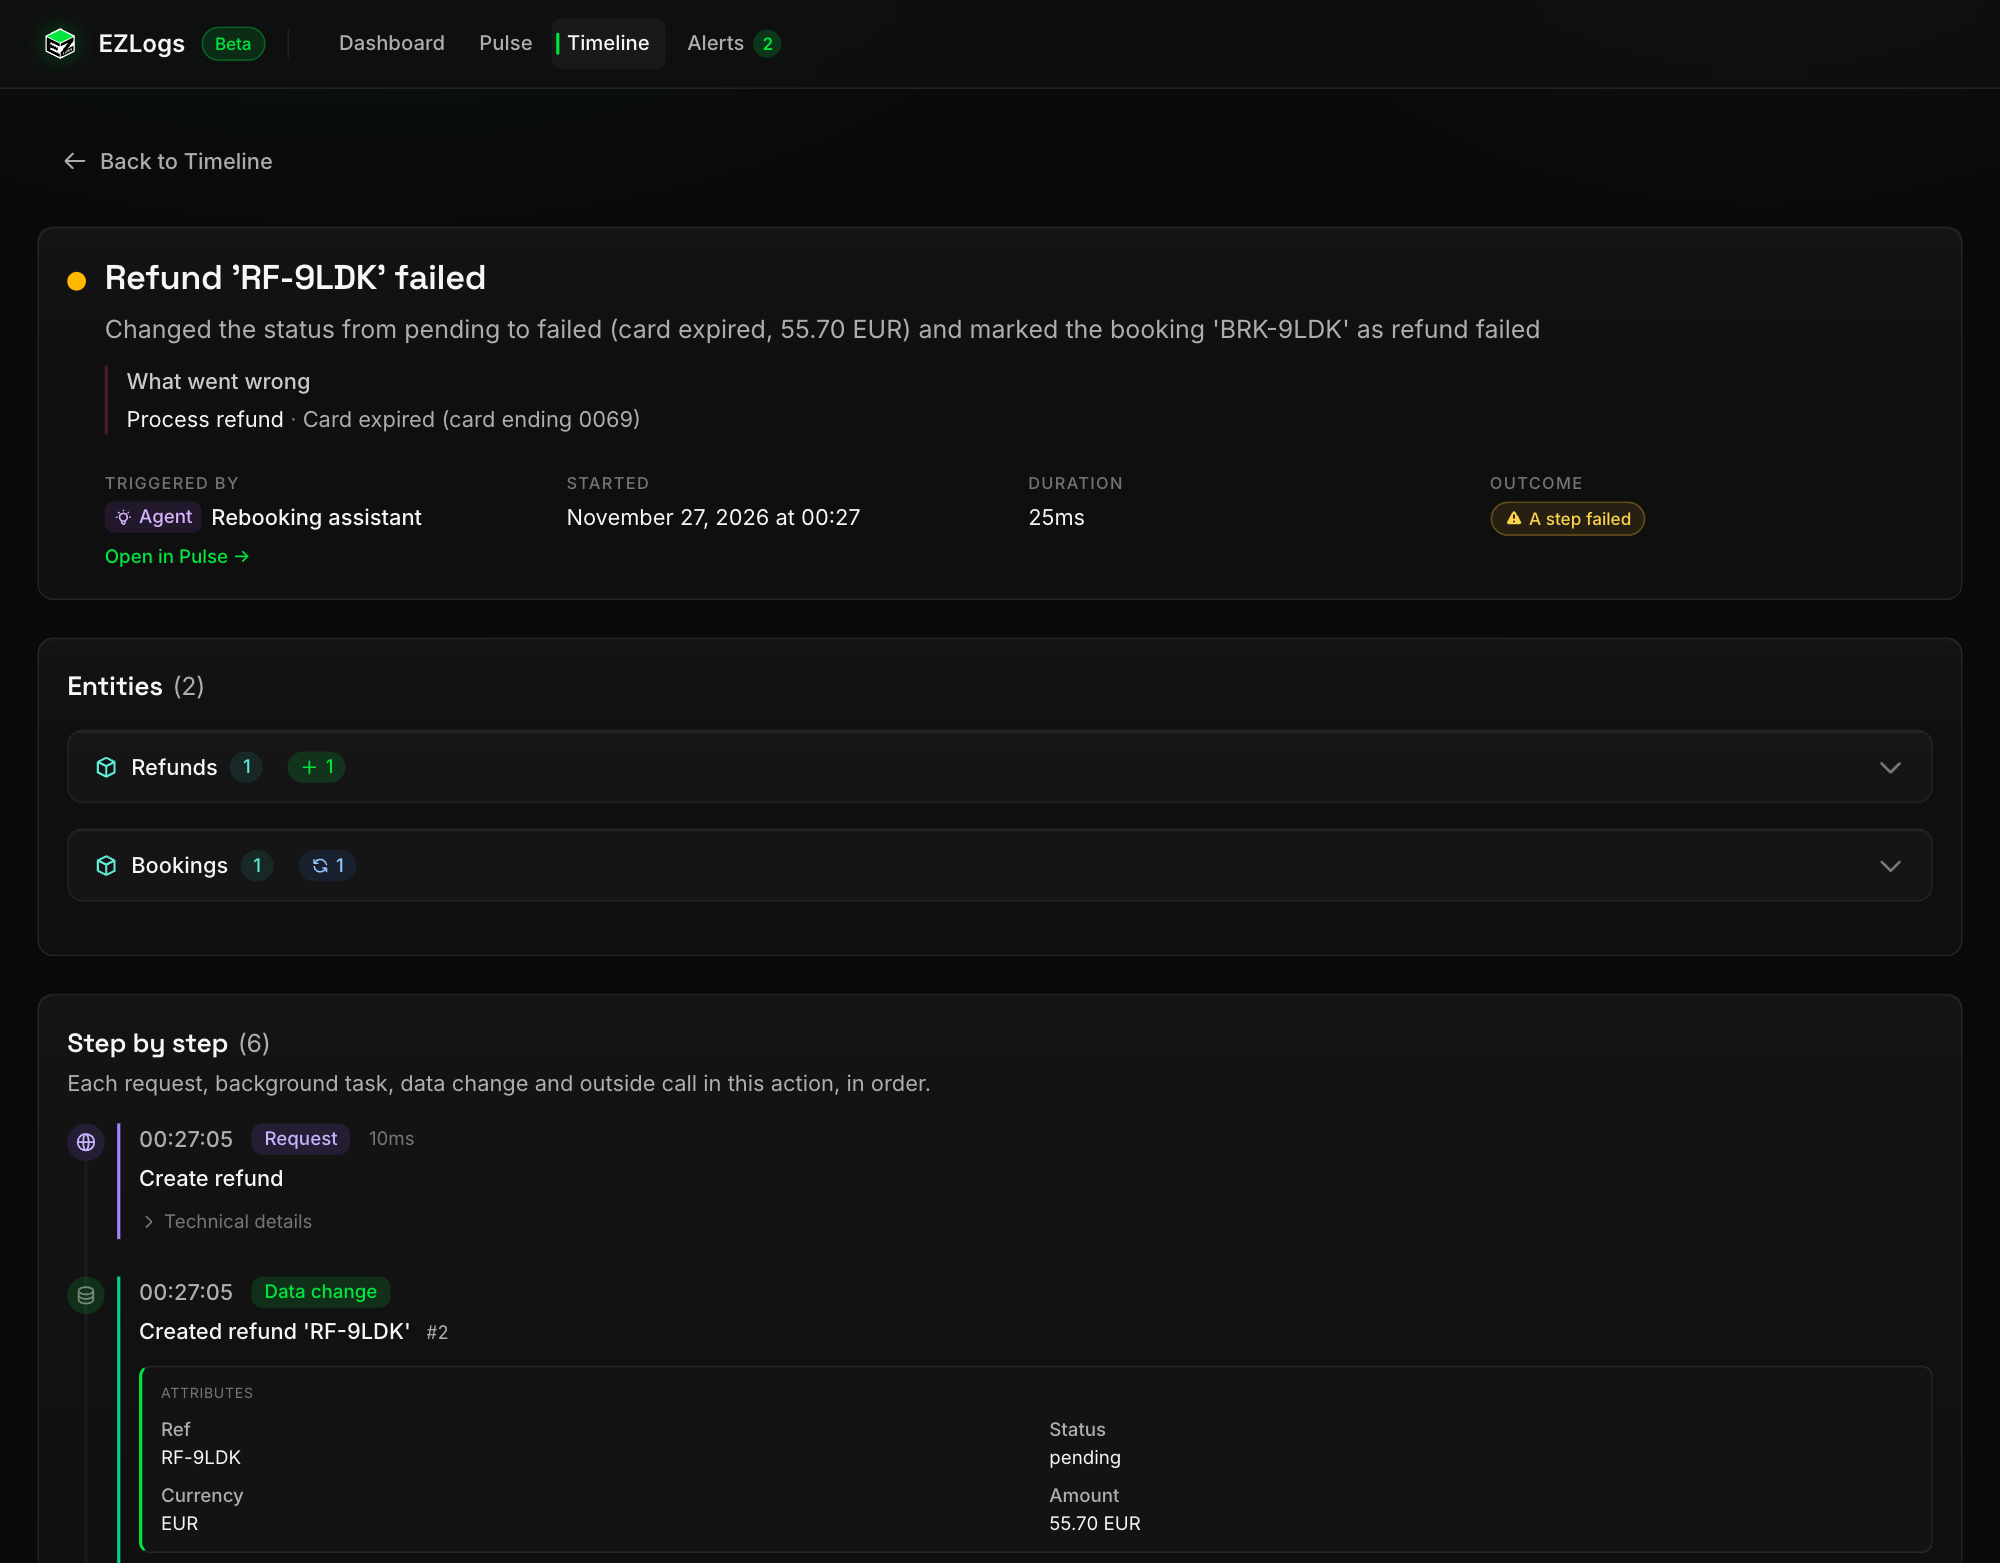 EZLogs
Beta
Dashboard
Pulse
Timeline
Alerts 2
Back to Timeline
Refund 'RF-9LDK' failed
Changed the status from pending to failed (card expired, 55.70 EUR) and marked the booking 'BRK-9LDK' as refund failed
What went wrong
Process refund · Card expired (card ending 0069)
TRIGGERED BY
Agent Rebooking assistant
Open in Pulse →
STARTED
November 27, 2026 at 00:27
DURATION
25ms
OUTCOME
A step failed
Entities (2)
Refunds 1 + 1
Bookings 1 1
Step by step (6)
Each request, background task, data change and outside call in this action, in order.
00:27:05 Request 10ms
Create refund
Technical details
00:27:05 Data change
Created refund 'RF-9LDK' #2
ATTRIBUTES
Ref
RF-9LDK
Status
pending
Currency
EUR
Amount
55.70 EUR